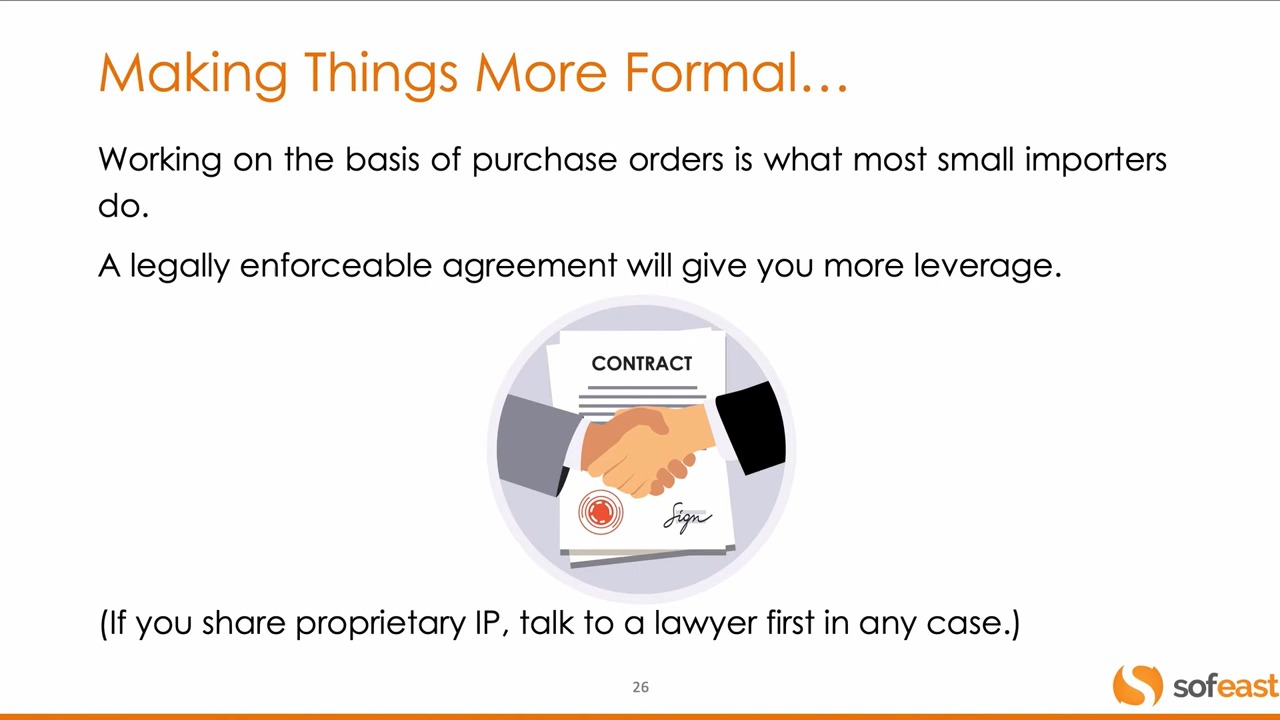 Making Things More Formal...
Working on the basis of purchase orders is what most small importers
do.
A legally enforceable agreement will give you more leverage.
CONTRACT
Sign
(If you share proprietary IP, talk to a lawyer first in any case.)
26
sofeast